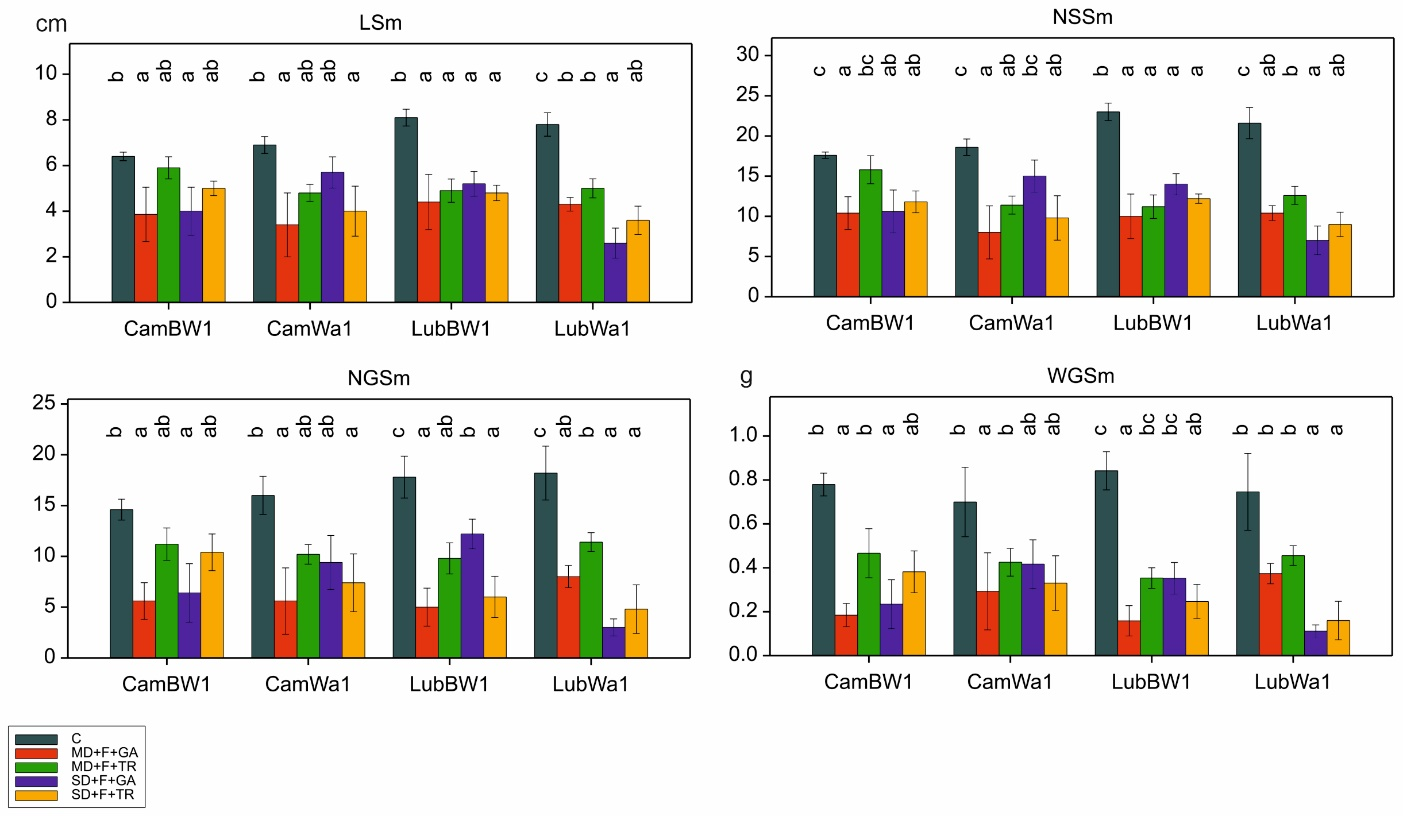 cm
LSm
10
8
6
4
2
0
b a ab a ab b a ab ab a b a a a a c b b a ab
CamBW1 CamWa1 LubBW1 LubWa1
NSSm
30
25
20
15
10
5
0
c a bc ab ab c a ab bc ab b a a a a c ab b a ab
CamBW1 CamWa1 LubBW1 LubWa1
NGSm
25
20
15
10
5
0
b a ab a ab b a ab ab a c a ab b a c ab b a a
CamBW1 CamWa1 LubBW1 LubWa1
g
WGSm
1.0
0.8
0.6
0.4
0.2
0.0
b a b a ab b a b ab ab c a bc bc ab b b b a a
CamBW1 CamWa1 LubBW1 LubWa1
C
MD+F+GA
MD+F+TR
SD+F+GA
SD+F+TR